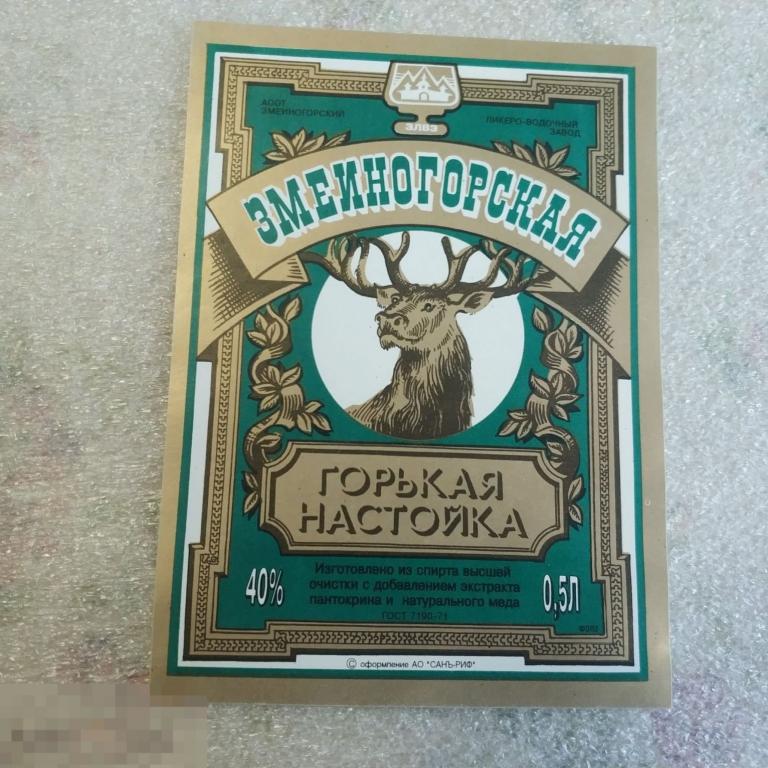 АООТ
ЗМЕИНОГОРСКИЙ
ЛИКЕРО-ВОДОЧНЫЙ
ЗАВОД
ЗЛВЗ
ЗМЕИНОГОРСКАЯ
ГОРЬКАЯ
НАСТОЙКА
40%
Изготовлено из спирта высшей
очистки с добавлением экстракта
пантокрина и натурального меда
0,5Л
ГОСТ 7190-71
© оформление АО "САНЪ-РИФ"